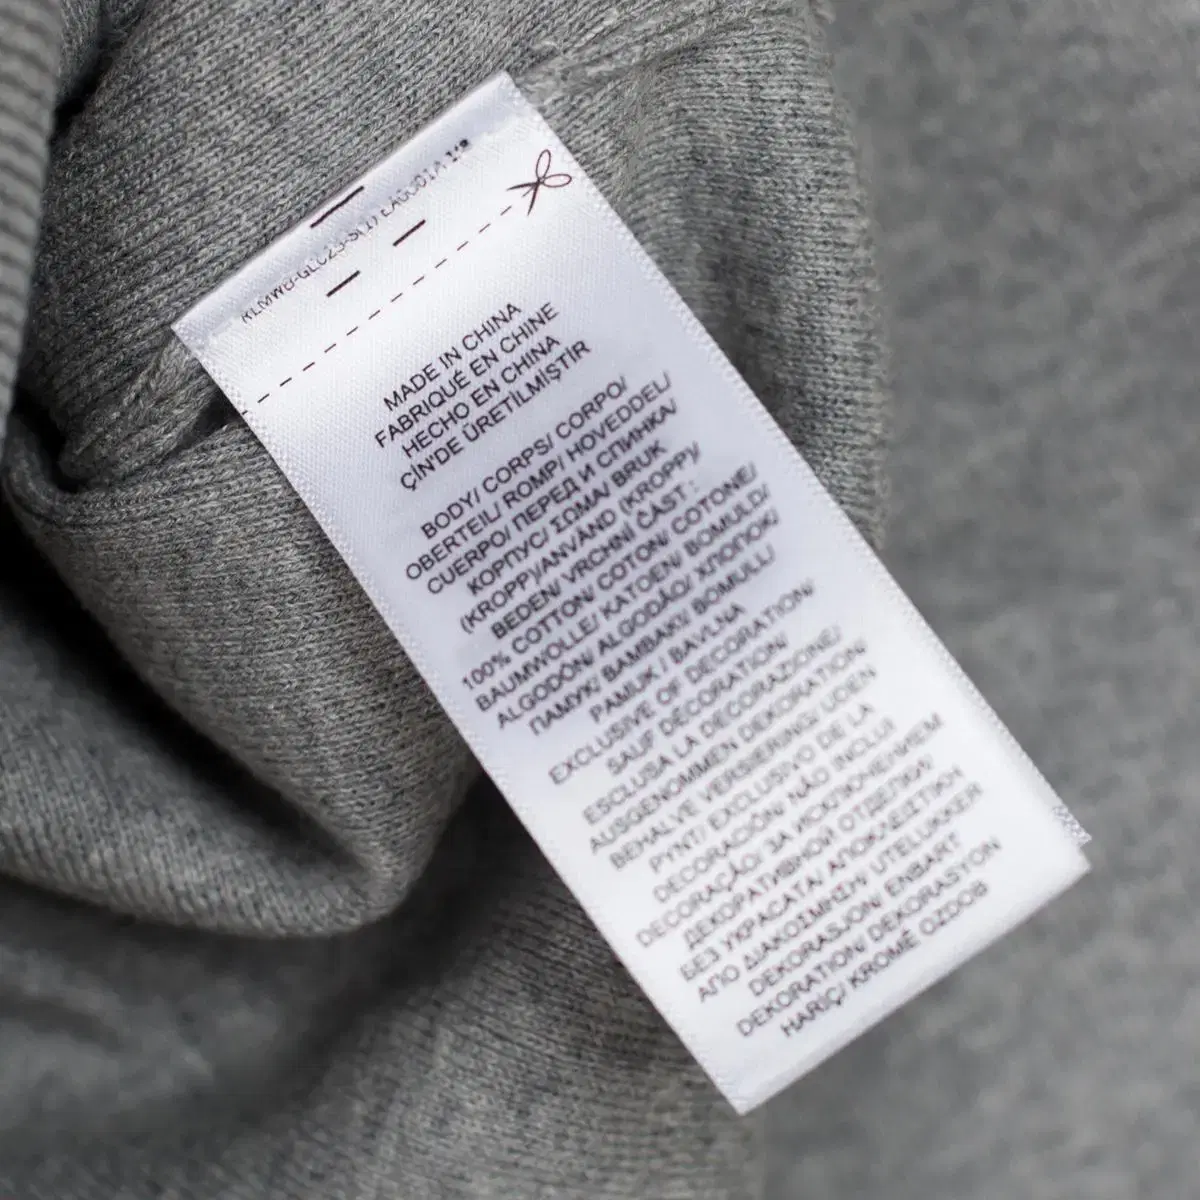 MADE IN CHINA
FABRIQUÉ EN CHINE
HECHO EN CHINA
ÇİN'DE ÜRETİLMİŞTİR
BODY/ CORPS/ CORPO/
OBERTEIL/ ROMP/ HOVEDDEL/
CUERPO/ ПЕРЕД И СПИНКА/
КОРПУС/ ΣΩΜΑ/ BRUK
(KROPP)/ANVÄND (KROPP)/
BEDEN/ VRCHNÍ ČÁST :
100% COTTON/ COTON/ COTONE/
BAUMWOLLE/ KATOEN/ BOMULD/
ALGODÓN/ ALGODÃO/ ХЛОПОК/
ПАМУК/ BAMBAKI/ BOMULL/
PAMUK / BAVLNA
EXCLUSIVE OF DECORATION/
SAUF DÉCORATION/
ESCLUSA LA DECORAZIONE/
AUSGENOMMEN DEKORATION/
BEHALVE VERSIERING/ UDEN
PYNT/ EXCLUSIVO DE LA
DECORACIÓN/ NÃO INCLUI
DECORAÇÃO/ ЗА ИСКЛЮЧЕНИЕМ
ДЕКОРАТИВНОЙ ОТДЕЛКИ/
БЕЗ УКРАСАТА/ ΑΠΟΚΛΕΙΣΤΙΚΗ
ΑΠΟ ΔΙΑΚΟΣΜΗΣΗ/ UTELUKKER
DEKORASJON/ ENBART
DEKORATION/ DEKORASYON
HARİÇ/ KROMĚ OZDOB